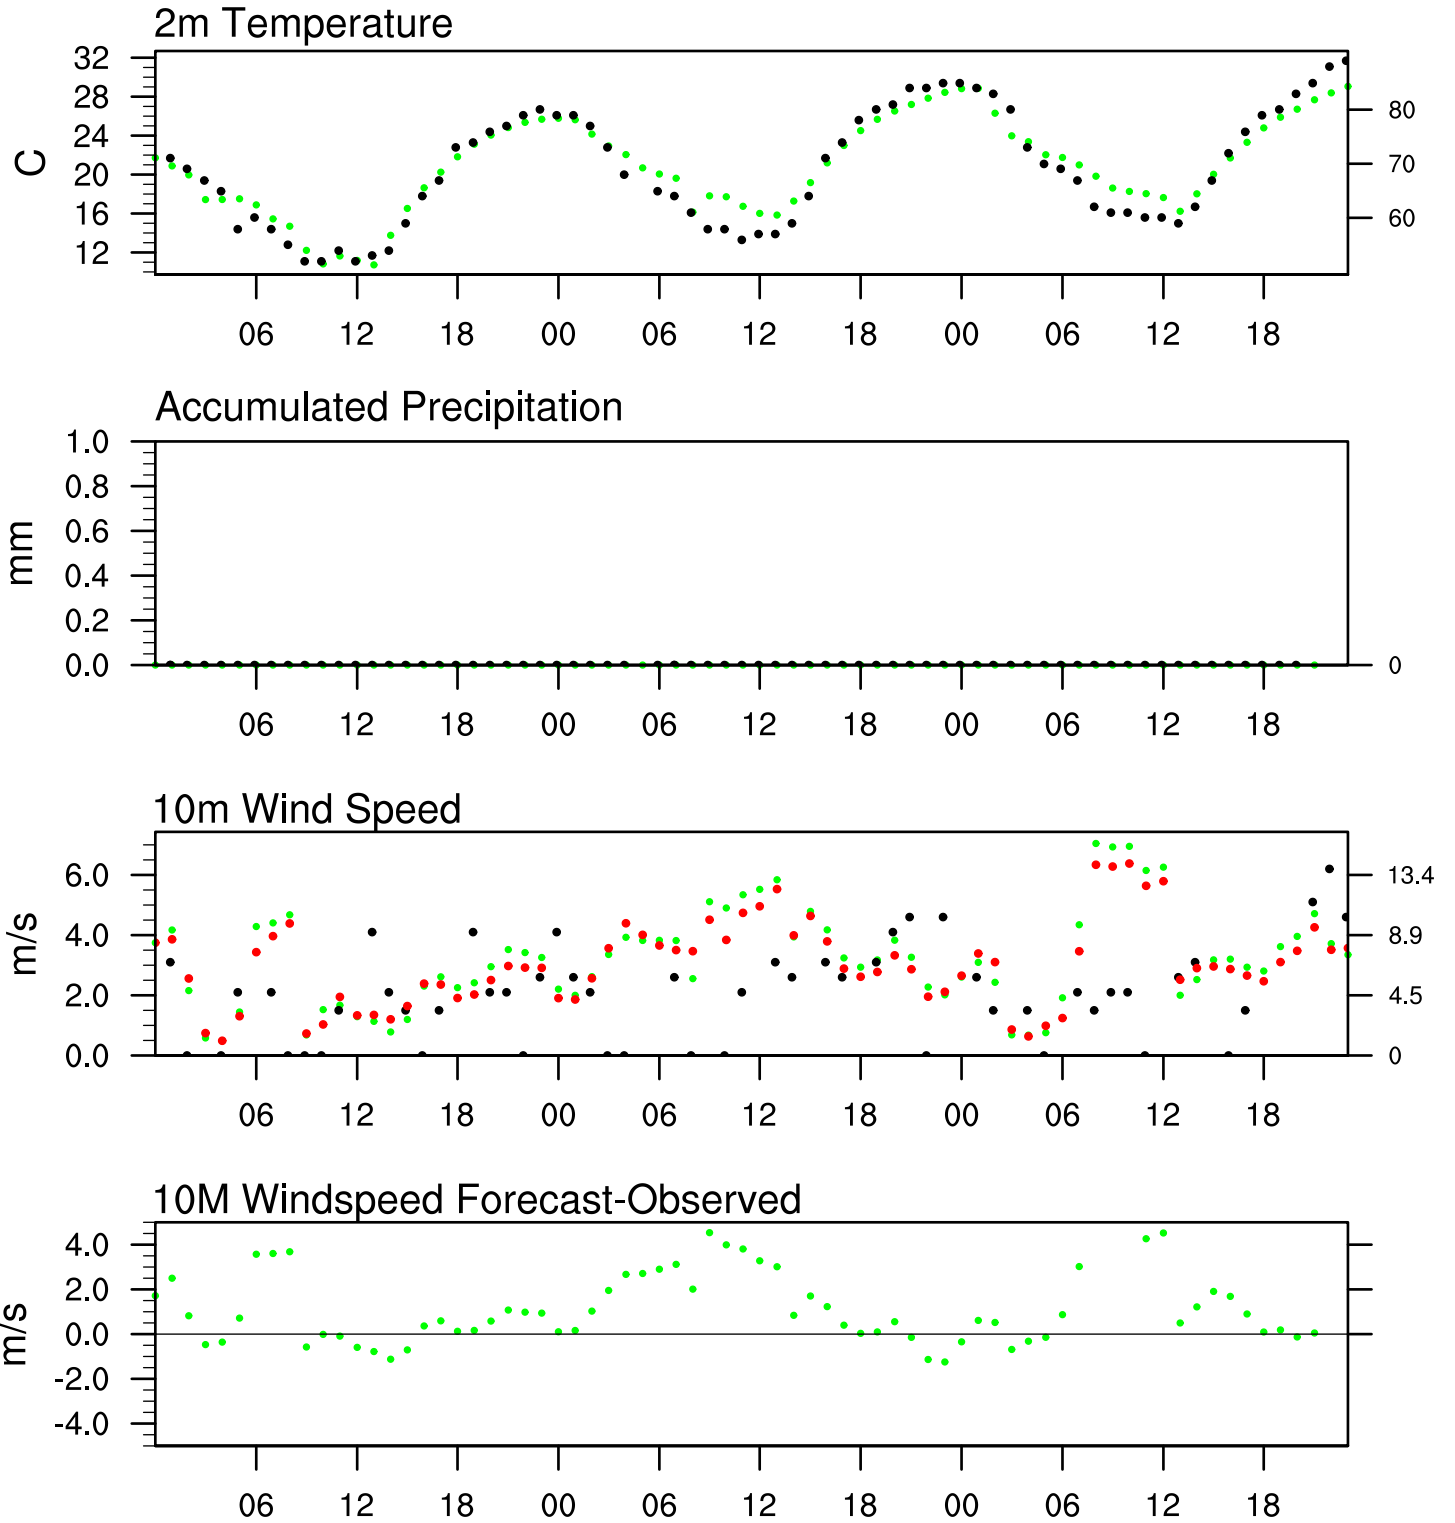 2m Temperature
32
28
24
20
16
12
C
80
70
60
06 12 18 00 06 12 18 00 06 12 18
Accumulated Precipitation
1.0
0.8
0.6
0.4
0.2
0.0
mm
0
06 12 18 00 06 12 18 00 06 12 18
10m Wind Speed
6.0
4.0
2.0
0.0
m/s
13.4
8.9
4.5
0
06 12 18 00 06 12 18 00 06 12 18
10M Windspeed Forecast-Observed
4.0
2.0
0.0
-2.0
-4.0
m/s
06 12 18 00 06 12 18 00 06 12 18